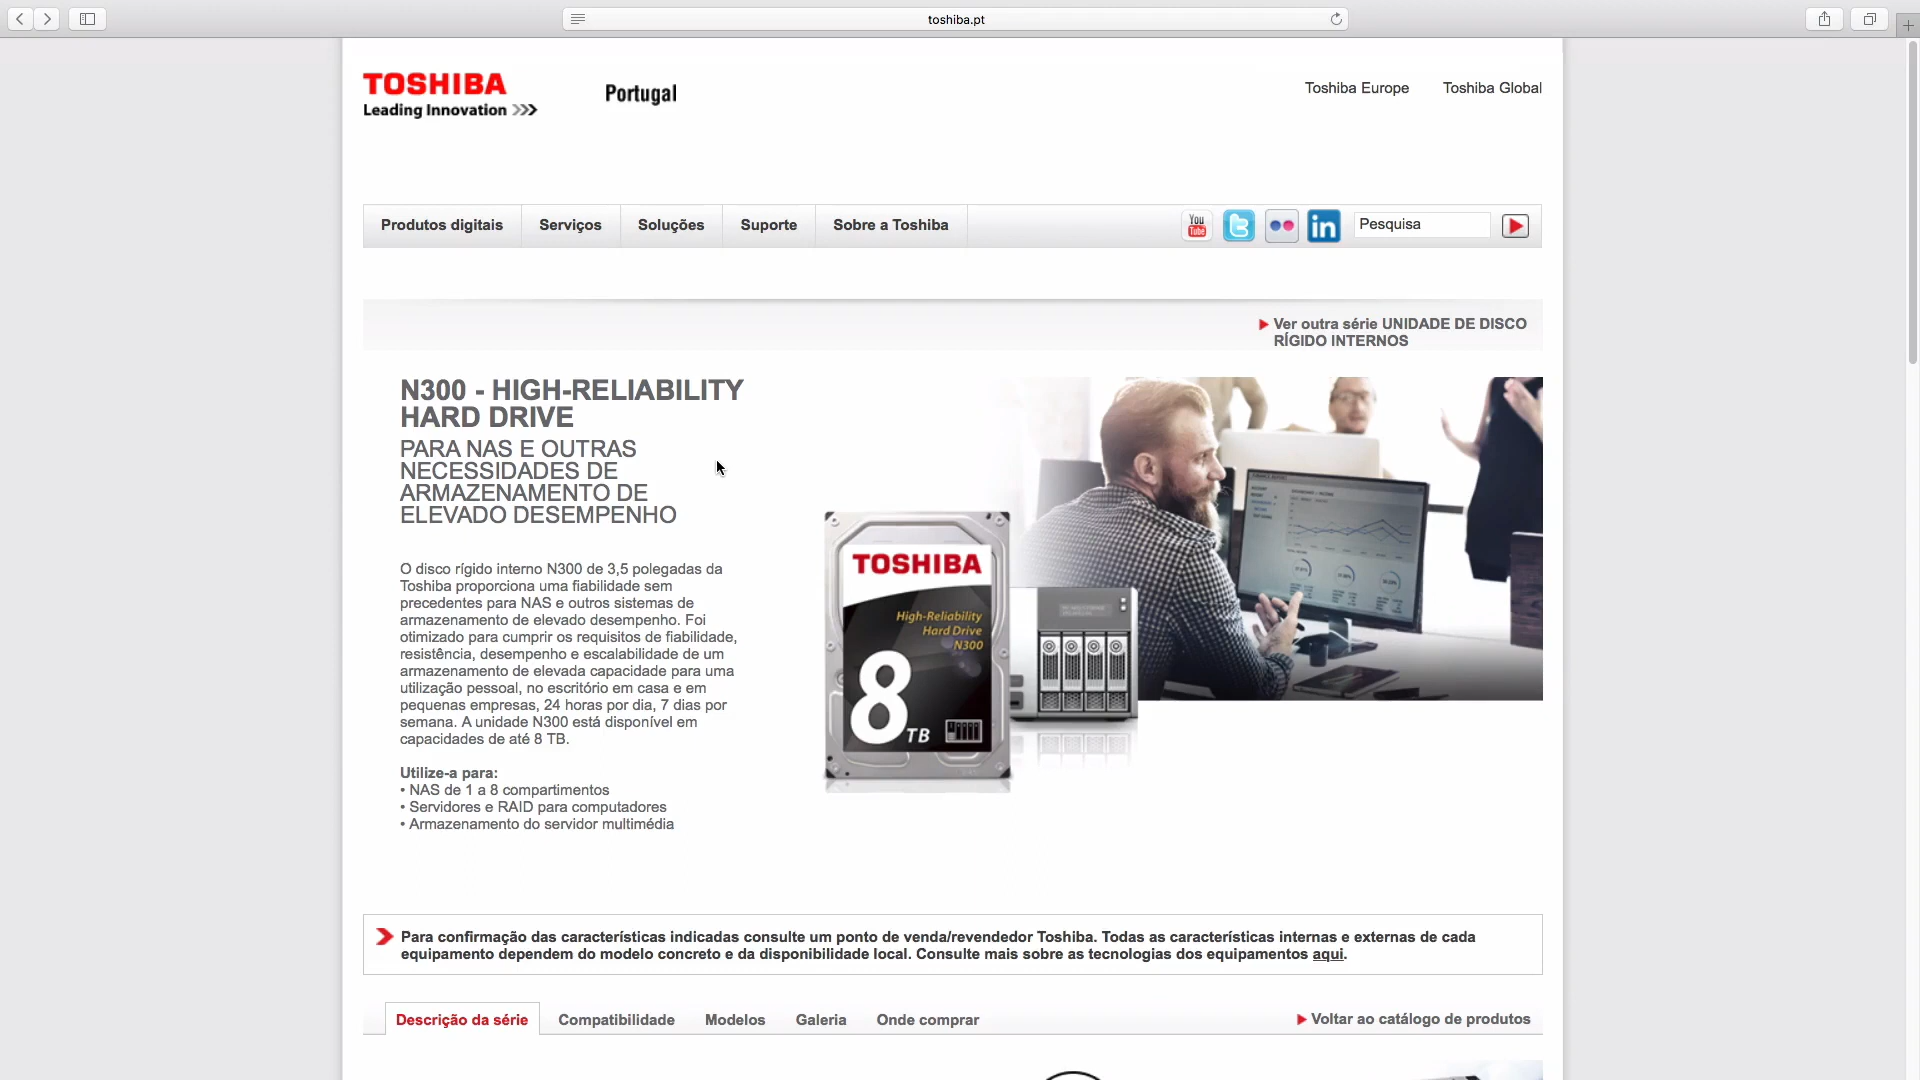 toshiba.pt
TOSHIBA
Leading Innovation >>>
Portugal
Toshiba Europe
Toshiba Global
Produtos digitais
Serviços
Soluções
Suporte
Sobre a Toshiba
You
Tube
in
Pesquisa
Ver outra série UNIDADE DE DISCO
RÍGIDO INTERNOS
N300 - HIGH-RELIABILITY
HARD DRIVE
PARA NAS E OUTRAS
NECESSIDADES DE
ARMAZENAMENTO DE
ELEVADO DESEMPENHO
O disco rígido interno N300 de 3,5 polegadas da
Toshiba proporciona uma fiabilidade sem
precedentes para NAS e outros sistemas de
armazenamento de elevado desempenho. Foi
otimizado para cumprir os requisitos de fiabilidade,
resistência, desempenho e escalabilidade de um
armazenamento de elevada capacidade para uma
utilização pessoal, no escritório em casa e em
pequenas empresas, 24 horas por dia, 7 dias por
semana. A unidade N300 está disponível em
capacidades de até 8 TB.
Utilize-a para:
• NAS de 1 a 8 compartimentos
• Servidores e RAID para computadores
• Armazenamento do servidor multimédia
TOSHIBA
High-Reliability
Hard Drive
N300
8 TB
Para confirmação das características indicadas consulte um ponto de venda/revendedor Toshiba. Todas as características internas e externas de cada
equipamento dependem do modelo concreto e da disponibilidade local. Consulte mais sobre as tecnologias dos equipamentos aqui.
Descrição da série
Compatibilidade
Modelos
Galeria
Onde comprar
Voltar ao catálogo de produtos